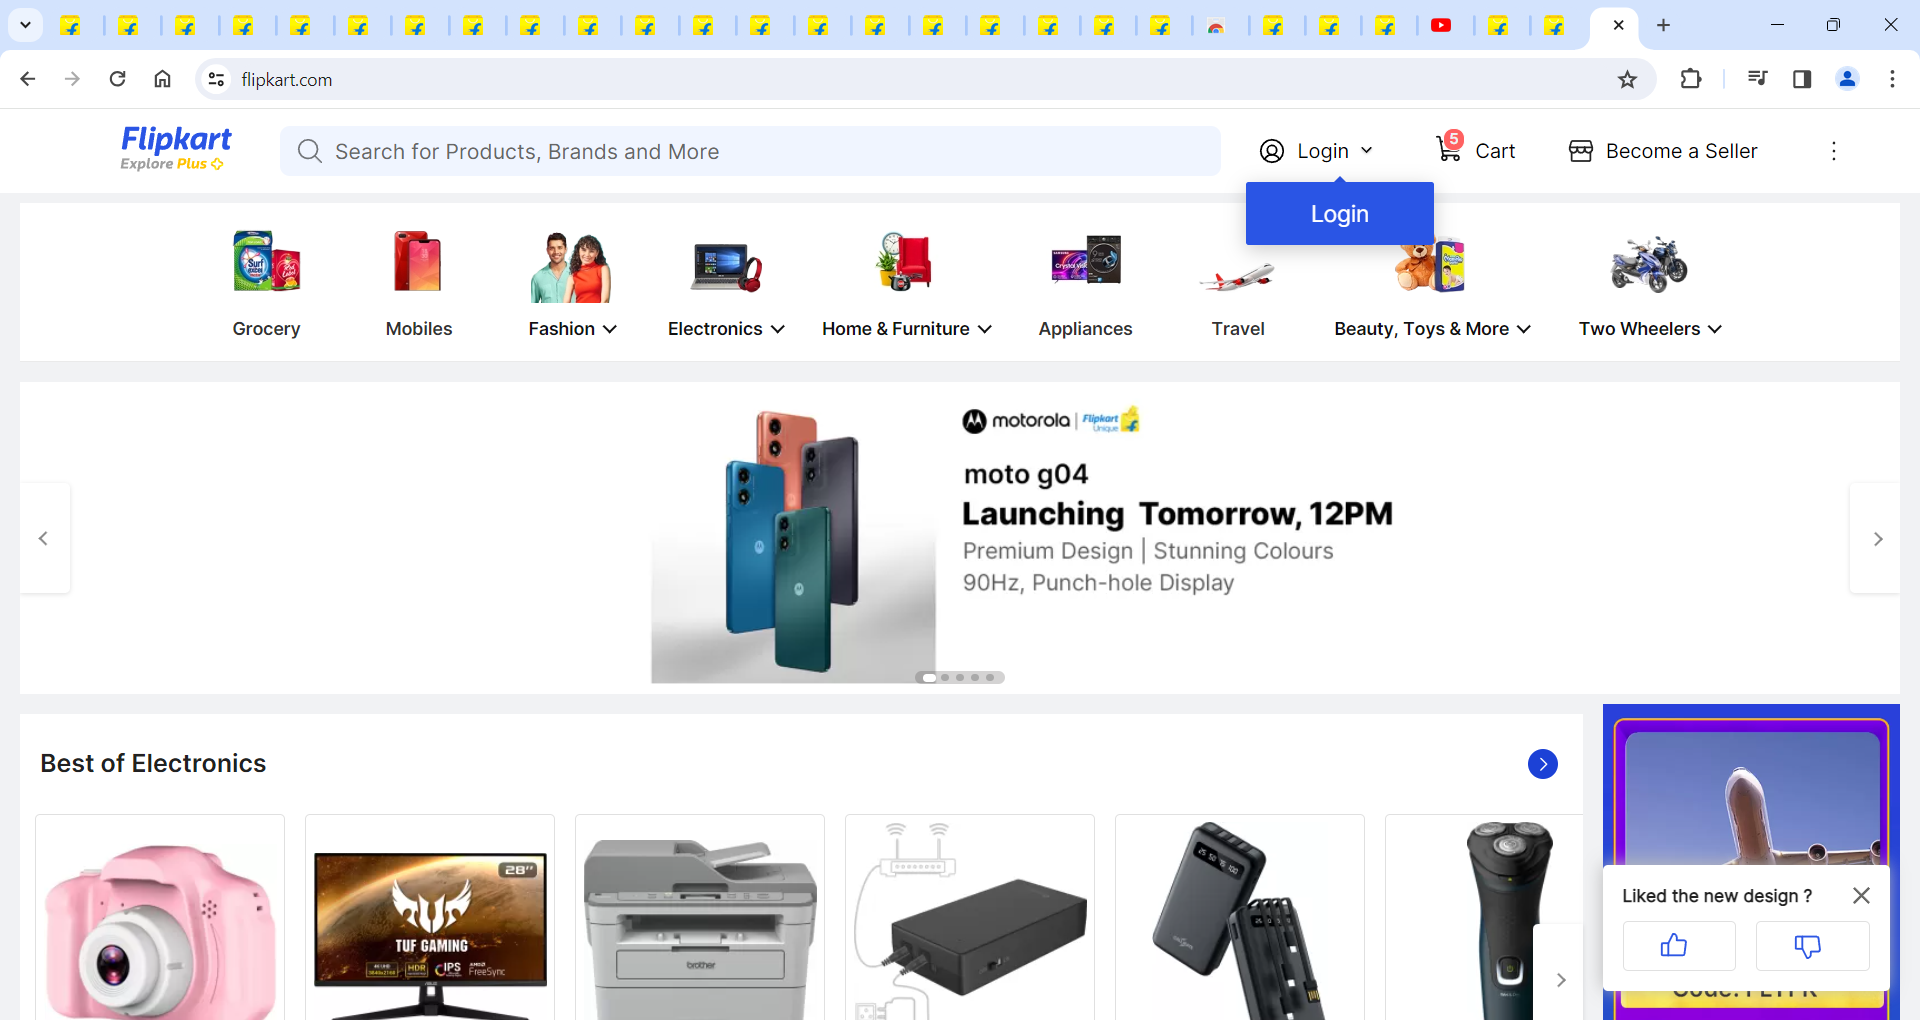 flipkart.com
Flipkart
Explore Plus
Search for Products, Brands and More
Login
5
Cart
Become a Seller
Login
Grocery
Mobiles
Fashion
Electronics
Home & Furniture
Appliances
Travel
Beauty, Toys & More
Two Wheelers
motorola
Flipkart
Unique
moto g04
Launching Tomorrow, 12PM
Premium Design | Stunning Colours
90Hz, Punch-hole Display
Best of Electronics
28"
TUF GAMING
HDR
IPS
FreeSync
brother
Liked the new design ?